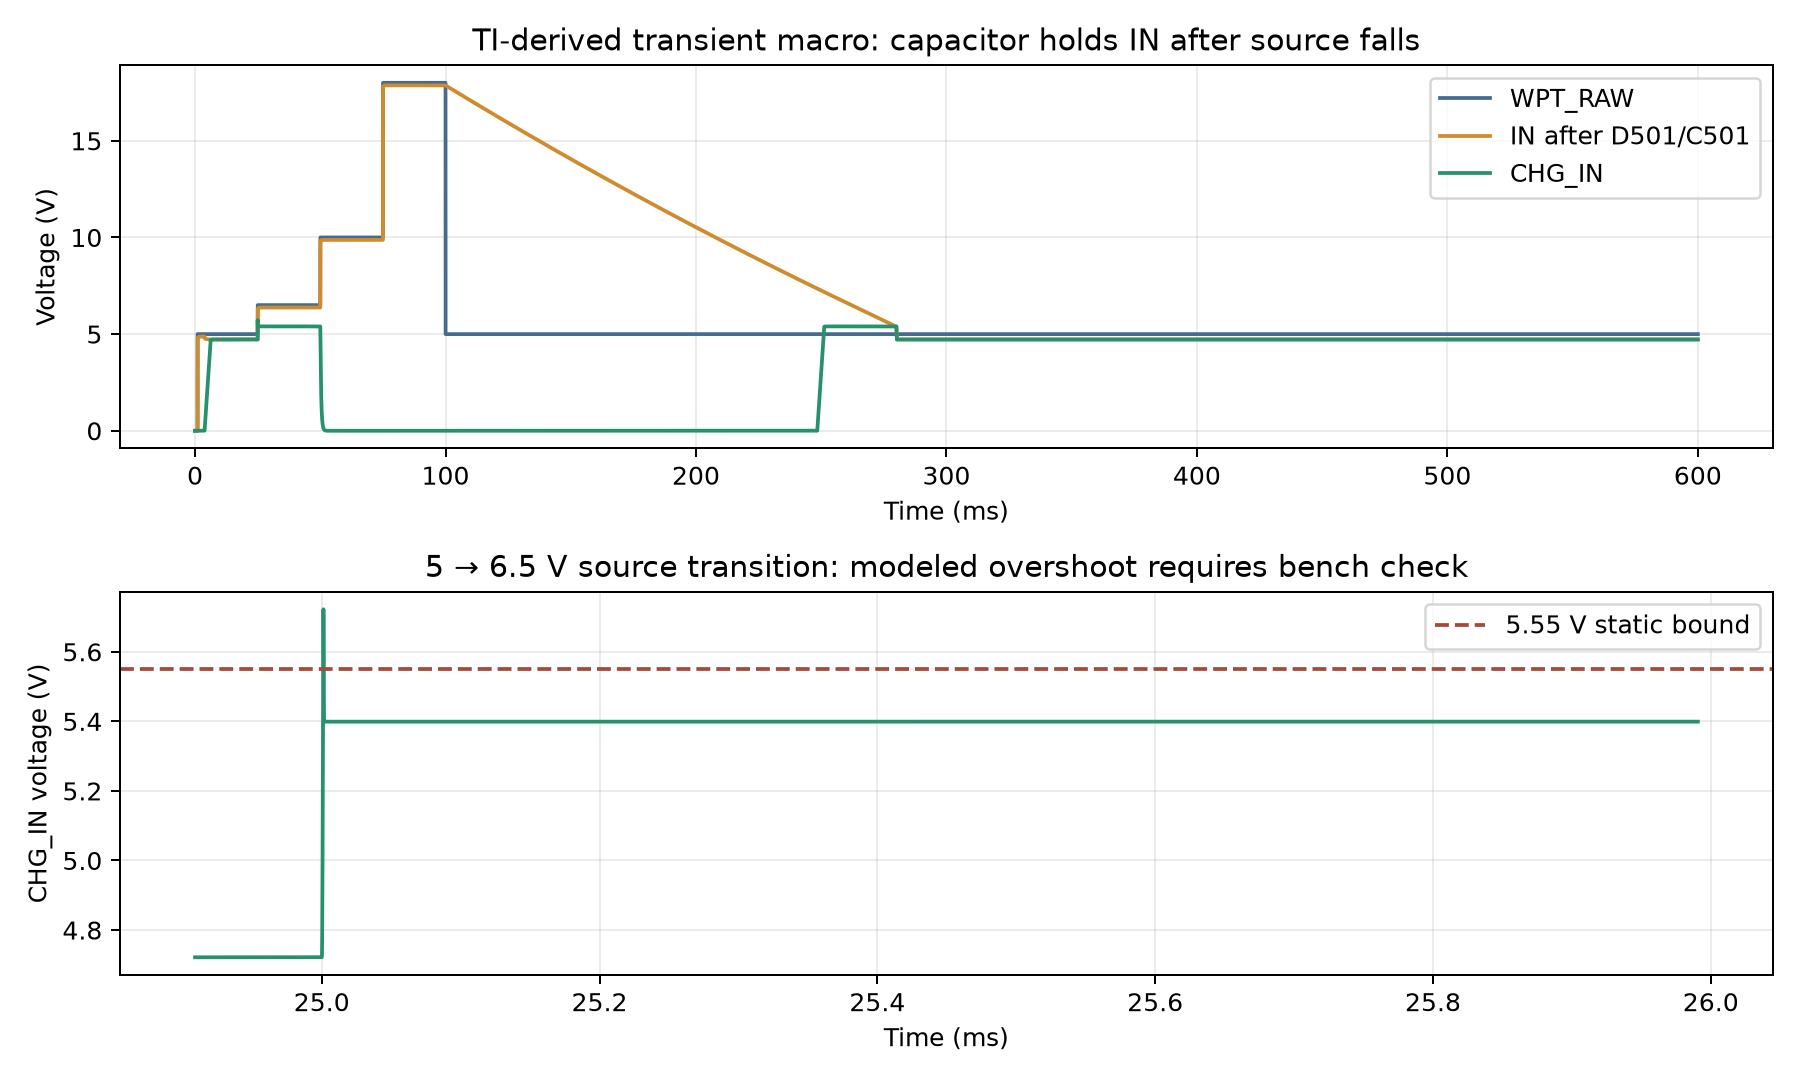 TI-derived transient macro: capacitor holds IN after source falls
WPT_RAW
IN after D501/C501
CHG_IN
Voltage (V)
15
10
5
0
0 100 200 300 400 500 600
Time (ms)
5 → 6.5 V source transition: modeled overshoot requires bench check
5.55 V static bound
CHG_IN voltage (V)
5.6
5.4
5.2
5.0
4.8
25.0 25.2 25.4 25.6 25.8 26.0
Time (ms)